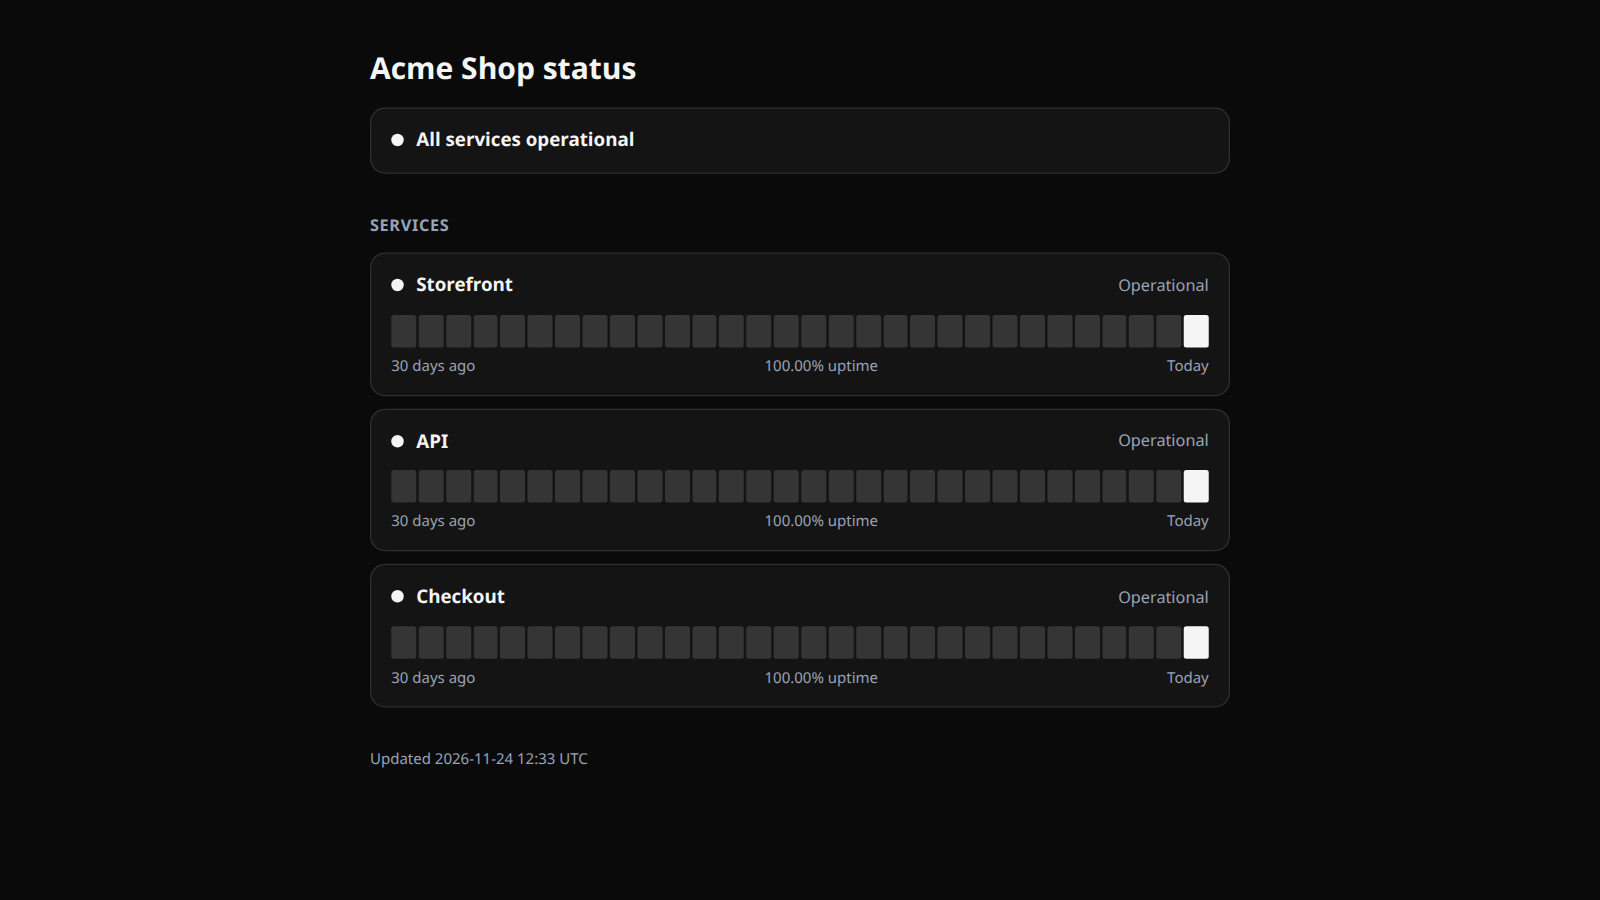 Acme Shop status
All services operational
SERVICES
Storefront Operational
30 days ago 100.00% uptime Today
API Operational
30 days ago 100.00% uptime Today
Checkout Operational
30 days ago 100.00% uptime Today
Updated 2026-11-24 12:33 UTC